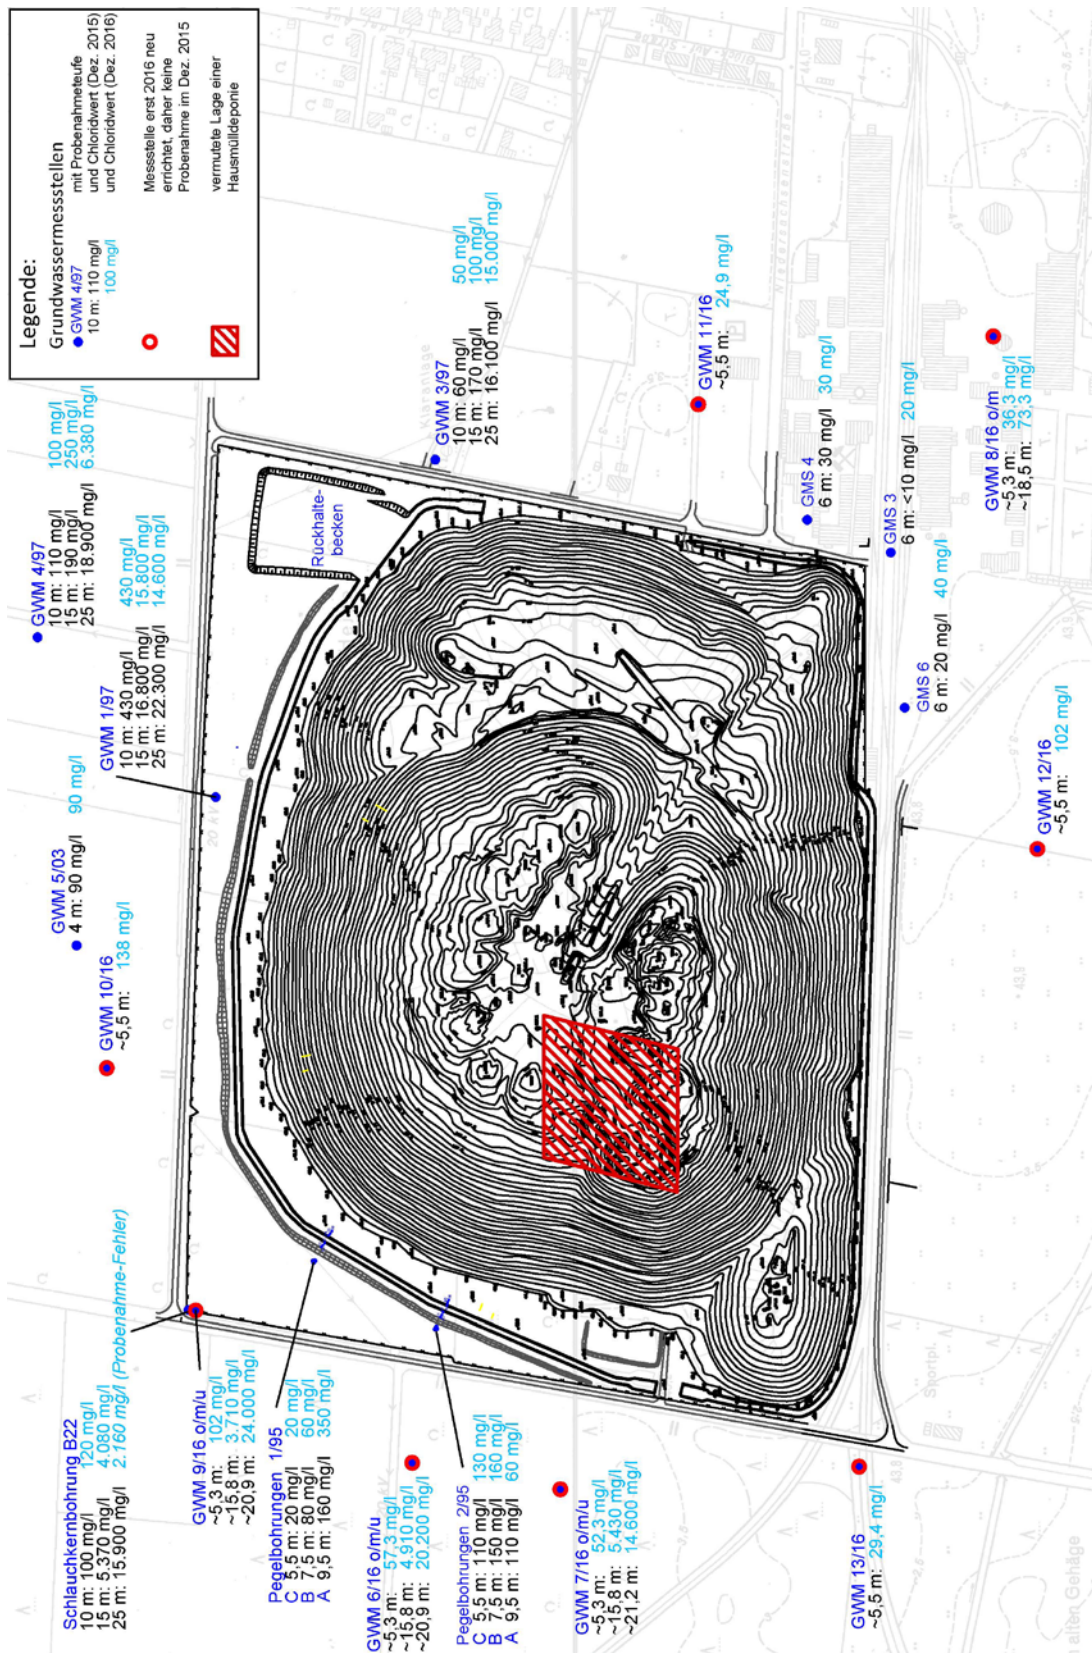 Legende:
Grundwassermessstellen
GWM 4/97
10 m: 110 mg/l
100 mg/l
mit Probenahmeteufe
und Chloridwert (Dez. 2015)
und Chloridwert (Dez. 2016)
Messstelle erst 2016 neu
errichtet, daher keine
Probenahme im Dez. 2015
vermutete Lage einer
Hausmülldeponie
Schlauchkernbohrung B22
10 m: 100 mg/l 120 mg/l
15 m: 5.370 mg/l 4.080 mg/l
25 m: 15.900 mg/l 2.160 mg/l (Probenahme-Fehler)
GWM 9/16 o/m/u
~5,3 m: 102 mg/l
~15,8 m: 3.710 mg/l
~20,9 m: 24.000 mg/l
Pegelbohrungen 1/95
C 5,5 m: 20 mg/l 20 mg/l
B 7,5 m: 80 mg/l 60 mg/l
A 9,5 m: 160 mg/l 350 mg/l
GWM 6/16 o/m/u
~5,3 m: 57,3 mg/l
~15,8 m: 4.910 mg/l
~20,9 m: 20.200 mg/l
Pegelbohrungen 2/95
C 5,5 m: 110 mg/l 130 mg/l
B 7,5 m: 150 mg/l 160 mg/l
A 9,5 m: 110 mg/l 60 mg/l
GWM 7/16 o/m/u
~5,3 m: 52,3 mg/l
~15,8 m: 5.430 mg/l
~21,2 m: 14.600 mg/l
GWM 13/16
~5,5 m: 29,4 mg/l
GWM 10/16
~5,5 m: 138 mg/l
GWM 5/03
4 m: 90 mg/l 90 mg/l
GWM 1/97
10 m: 430 mg/l 430 mg/l
15 m: 16.800 mg/l 15.800 mg/l
25 m: 22.300 mg/l 14.600 mg/l
GWM 4/97
10 m: 110 mg/l 100 mg/l
15 m: 190 mg/l 250 mg/l
25 m: 18.900 mg/l 6.380 mg/l
Rückhalte-
becken
GWM 3/97
10 m: 60 mg/l 50 mg/l
15 m: 170 mg/l 100 mg/l
25 m: 16.100 mg/l 15.000 mg/l
GWM 11/16
~5,5 m: 24,9 mg/l
GMS 4
6 m: 30 mg/l 30 mg/l
GMS 3
6 m: <10 mg/l 20 mg/l
GMS 6
6 m: 20 mg/l 40 mg/l
GWM 8/16 o/m
~5,3 m: 36,3 mg/l
~18,5 m: 73,3 mg/l
GWM 12/16
~5,5 m: 102 mg/l
20 kV
Sportpl.
alten Gehäge
43,9